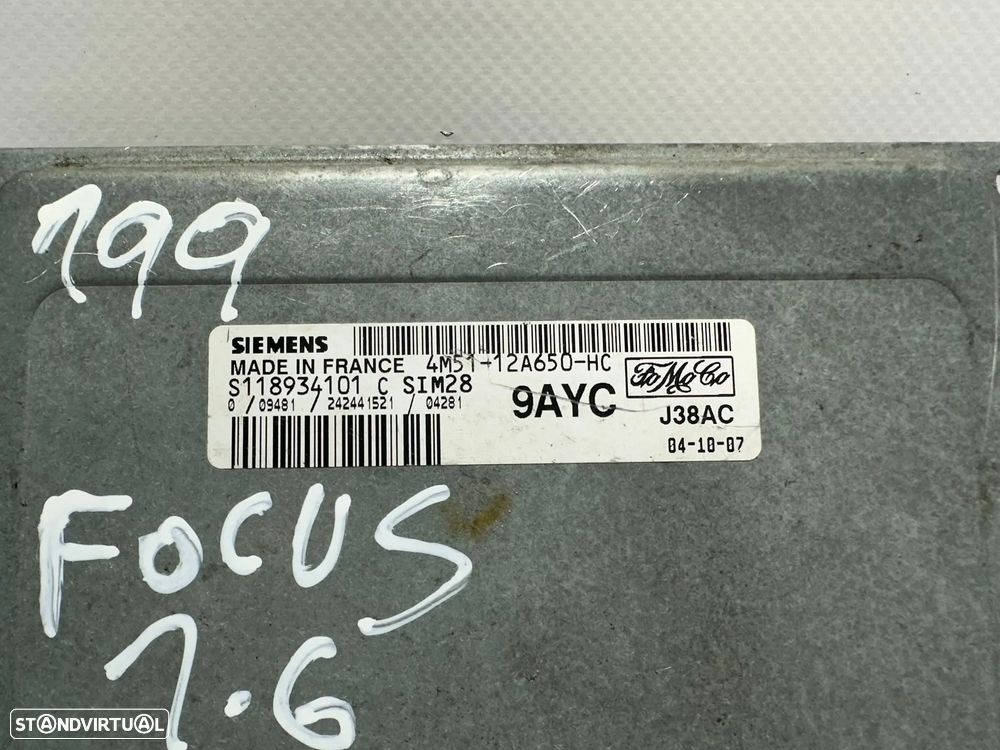 199
SIEMENS
MADE IN FRANCE 4M51-12A650-HC
S118934101 C SIM28
0 / 09481 / 242441521 / 04281
9AYC
FoMoCo
J38AC
04-10-07
FOCUS
1.6
STANDVIRTUAL